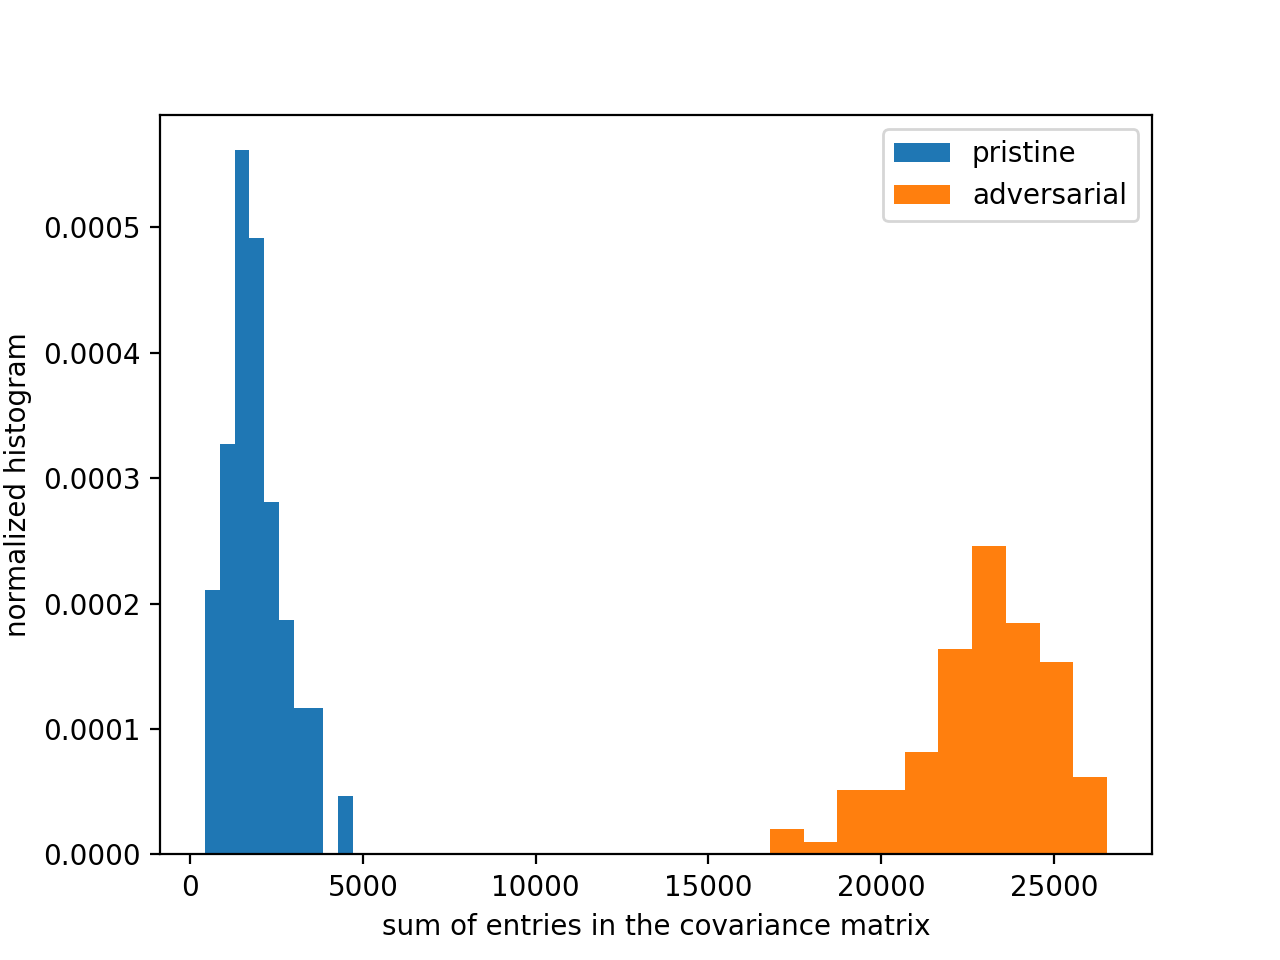 pristine
adversarial
0.0005
0.0004
0.0003
0.0002
0.0001
0.0000
normalized histogram
0 5000 10000 15000 20000 25000
sum of entries in the covariance matrix